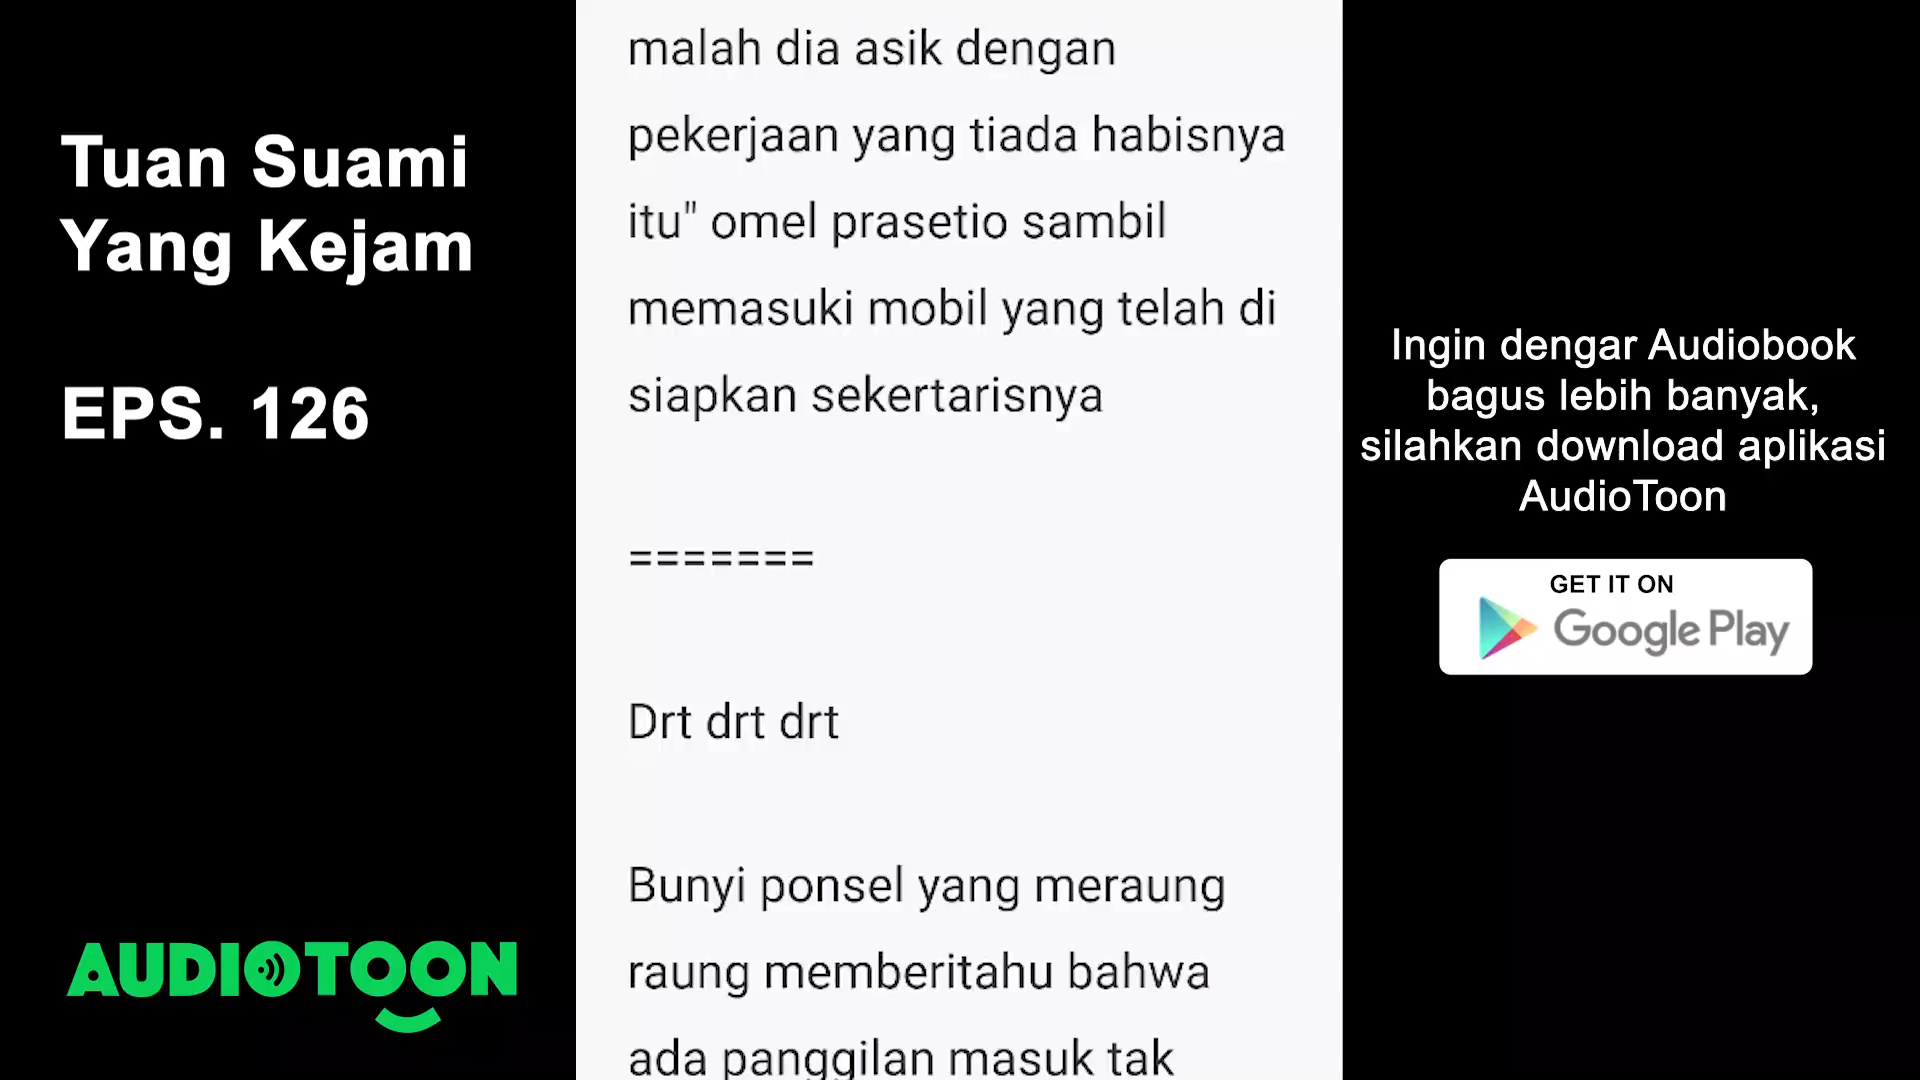 Tuan Suami
Yang Kejam
EPS. 126
AUDIOTOON
malah dia asik dengan
pekerjaan yang tiada habisnya
itu" omel prasetio sambil
memasuki mobil yang telah di
siapkan sekertarisnya
=======
Drt drt drt
Bunyi ponsel yang meraung
raung memberitahu bahwa
ada panggilan masuk tak
Ingin dengar Audiobook
bagus lebih banyak,
silahkan download aplikasi
AudioToon
GET IT ON
Google Play